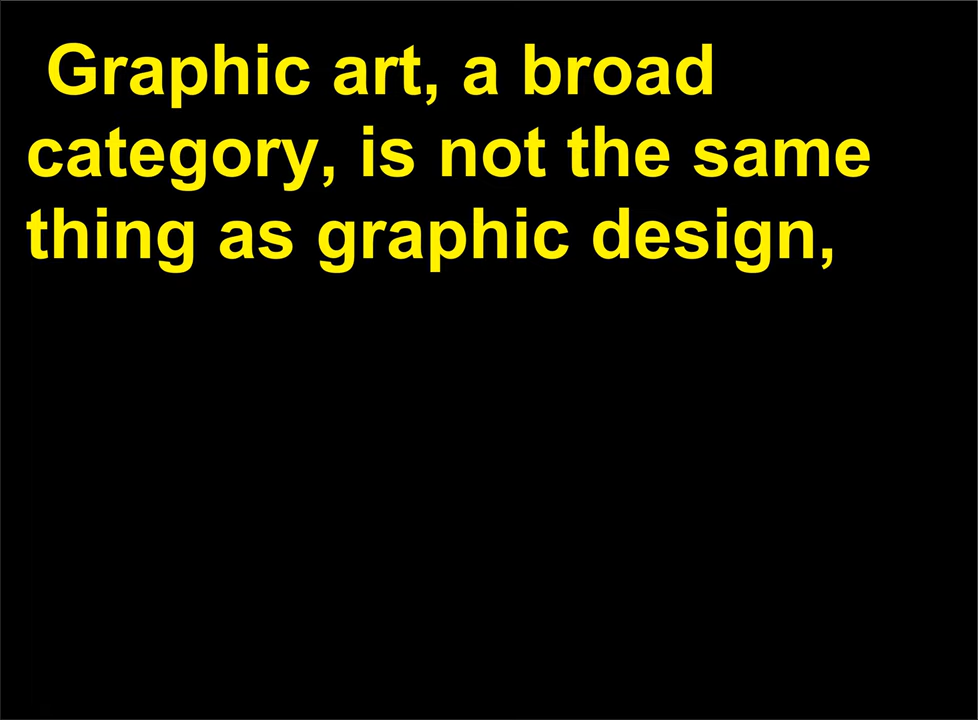 Graphic art, a broad
category, is not the same
thing as graphic design,